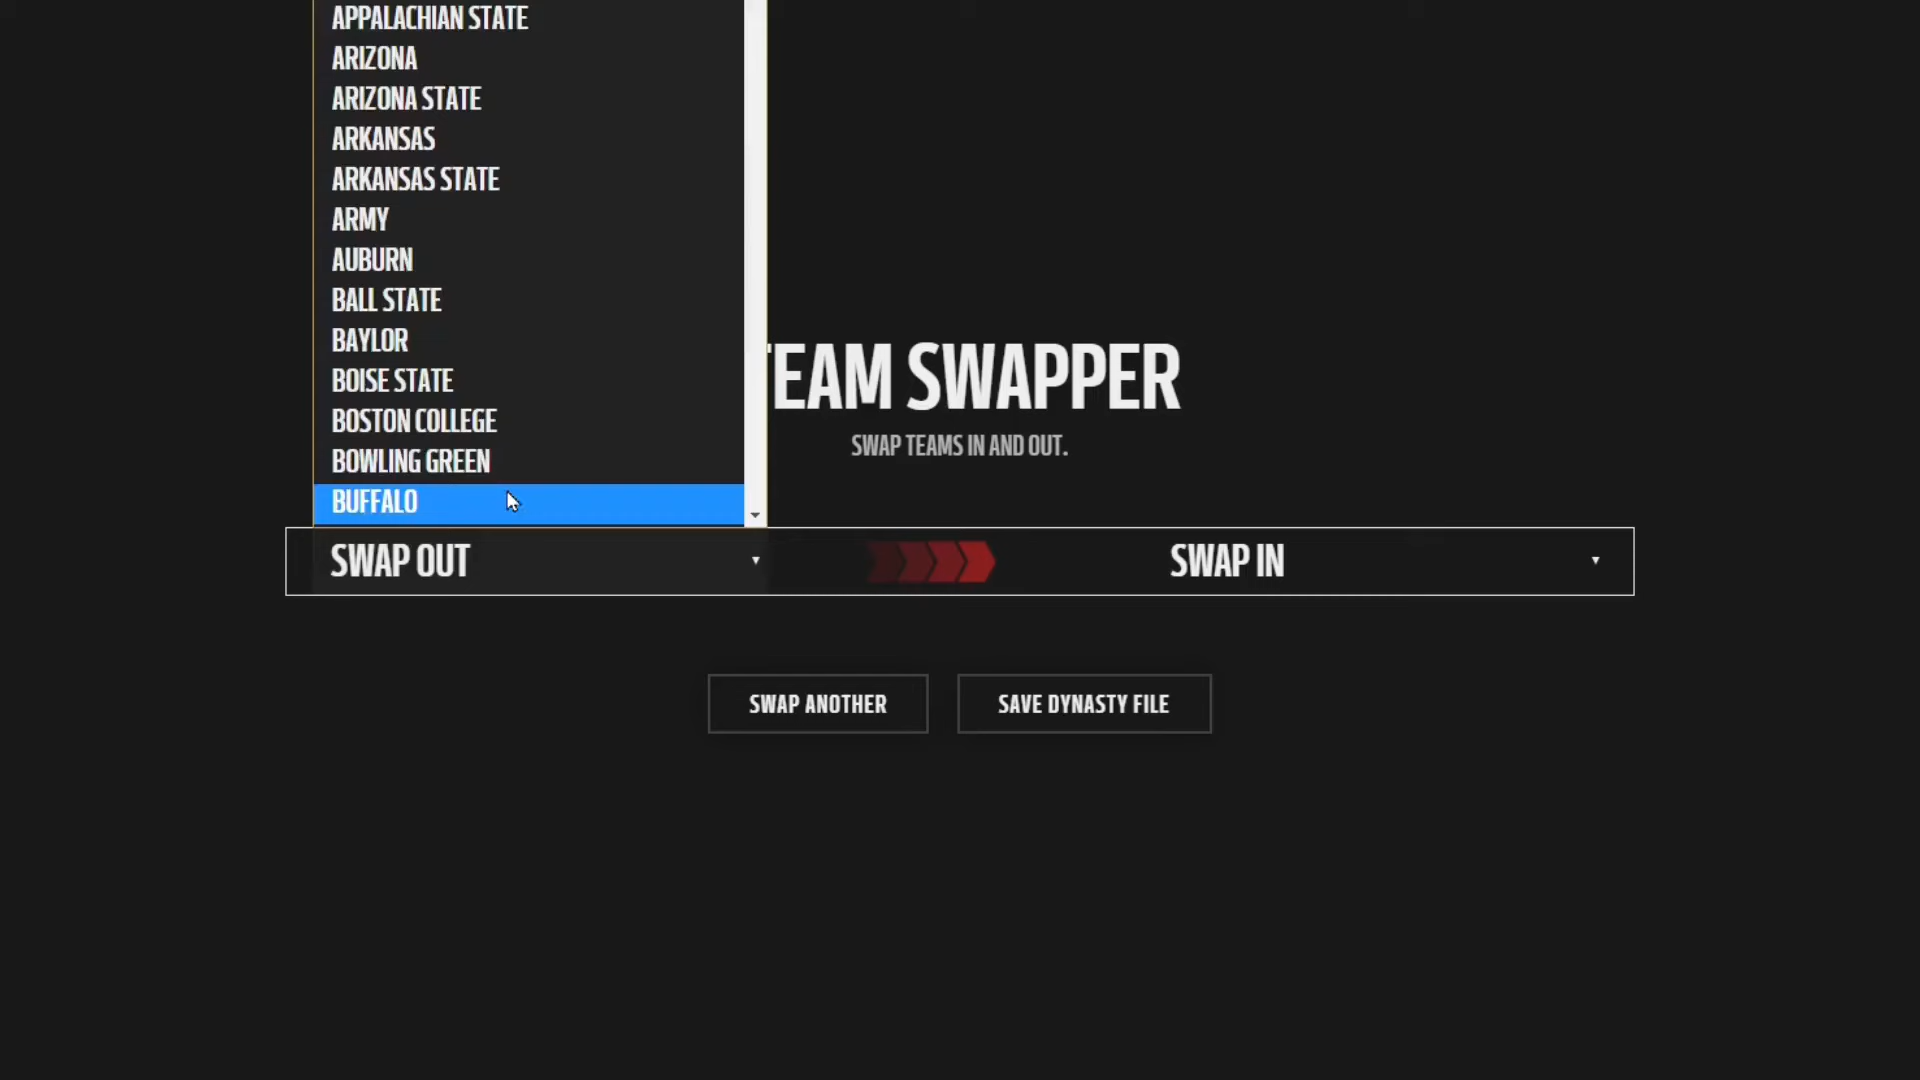 APPALACHIAN STATE
ARIZONA
ARIZONA STATE
ARKANSAS
ARKANSAS STATE
ARMY
AUBURN
BALL STATE
BAYLOR
BOISE STATE
BOSTON COLLEGE
BOWLING GREEN
BUFFALO
TEAM SWAPPER
SWAP TEAMS IN AND OUT.
SWAP OUT
SWAP IN
SWAP ANOTHER
SAVE DYNASTY FILE